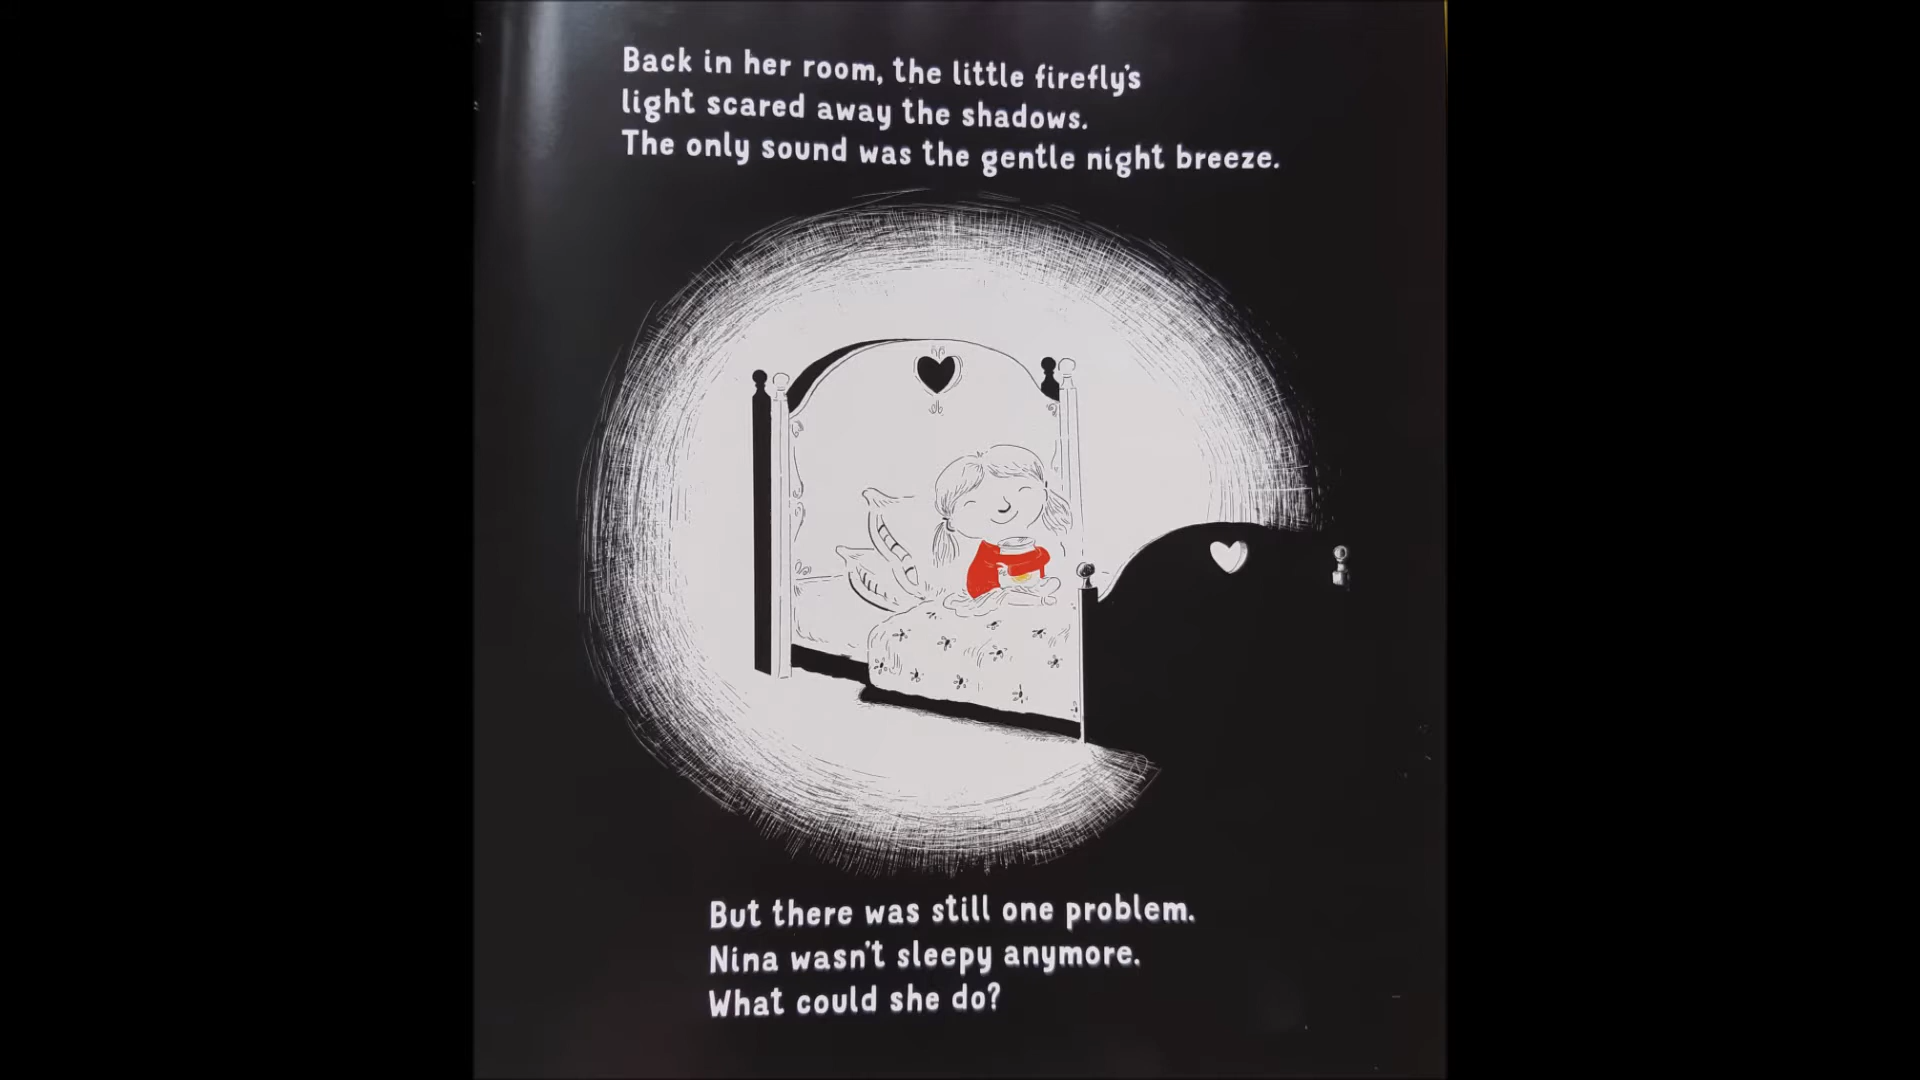 Back in her room, the little firefly's
light scared away the shadows.
The only sound was the gentle night breeze.
But there was still one problem.
Nina wasn't sleepy anymore.
What could she do?